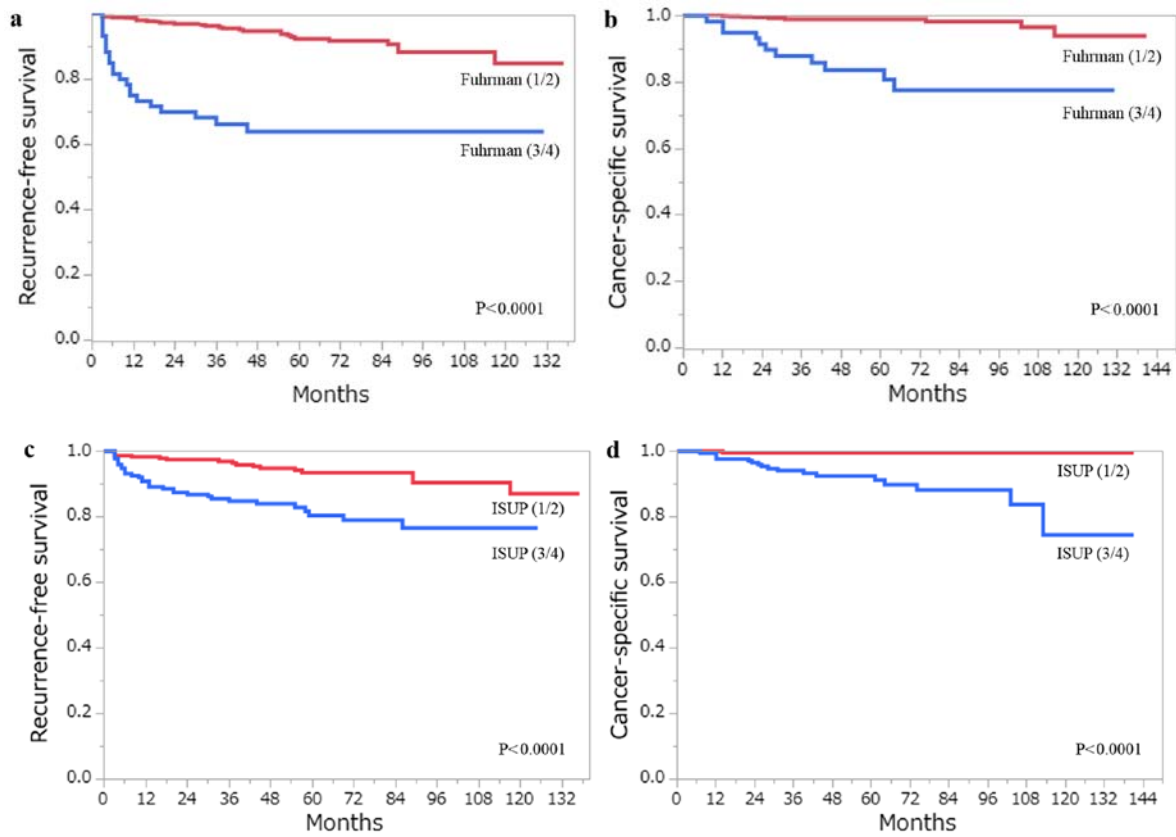 a
Recurrence-free survival
0.8
0.6
0.4
0.2
0.0
Fuhrman (1/2)
Fuhrman (3/4)
P<0.0001
0 12 24 36 48 60 72 84 96 108 120 132
Months
b
Cancer-specific survival
1.0
0.8
0.6
0.4
0.2
0.0
Fuhrman (1/2)
Fuhrman (3/4)
P<0.0001
0 12 24 36 48 60 72 84 96 108 120 132 144
Months
c
Recurrence-free survival
1.0
0.8
0.6
0.4
0.2
0.0
ISUP (1/2)
ISUP (3/4)
P<0.0001
0 12 24 36 48 60 72 84 96 108 120 132
Months
d
Cancer-specific survival
1.0
0.8
0.6
0.4
0.2
0.0
ISUP (1/2)
ISUP (3/4)
P<0.0001
0 12 24 36 48 60 72 84 96 108 120 132 144
Months